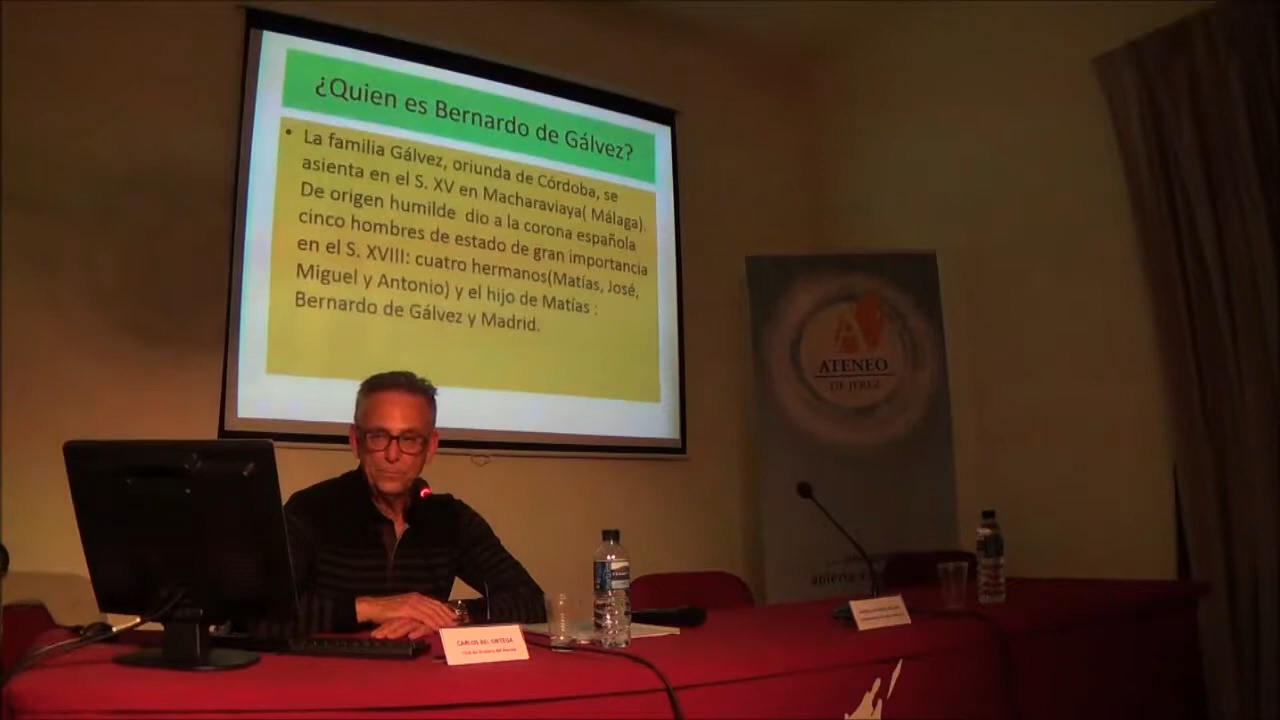 ¿Quien es Bernardo de Gálvez?
• La familia Gálvez, oriunda de Córdoba, se
asienta en el S. XV en Macharaviaya( Málaga).
De origen humilde dio a la corona española
cinco hombres de estado de gran importancia
en el S. XVIII: cuatro hermanos(Matías, José,
Miguel y Antonio) y el hijo de Matías :
Bernardo de Gálvez y Madrid.
ATENEO
DE JEREZ
CARLOS BEL ORTEGA